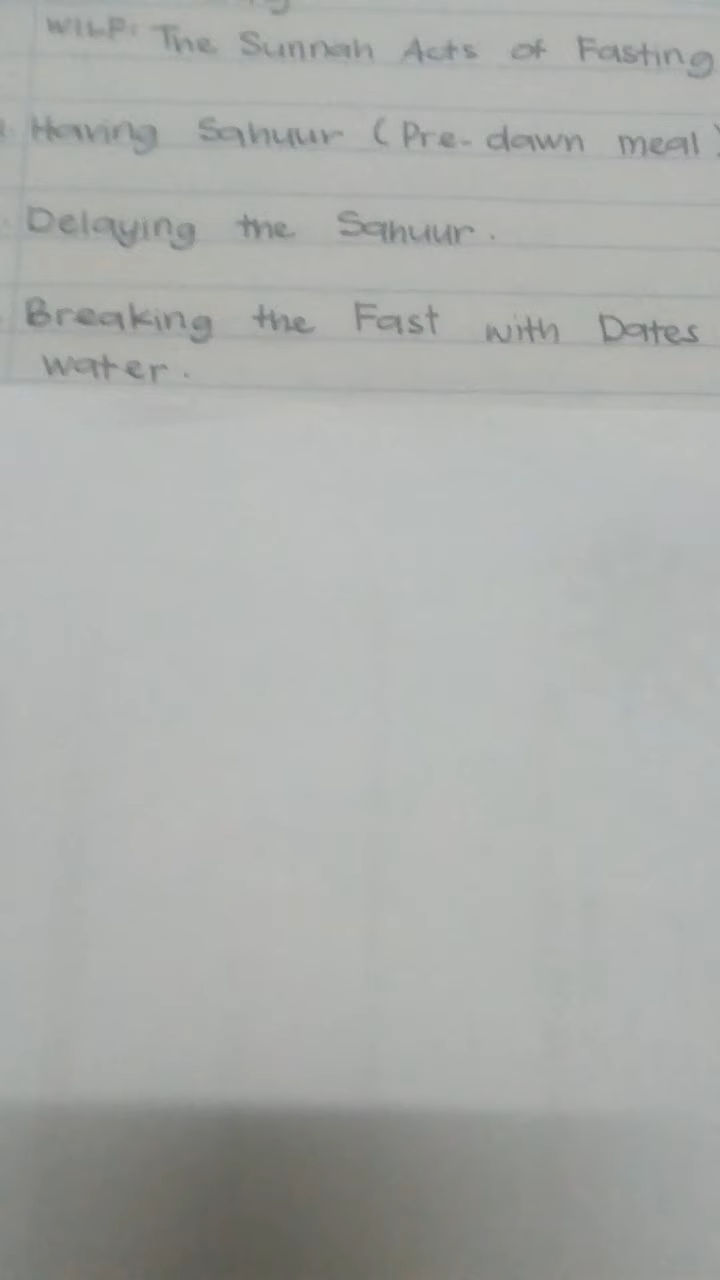 WILF: The Sunnah Acts of Fasting
Having Sahuur (Pre-dawn meal)
Delaying the Sahuur.
Breaking the Fast with Dates
water.